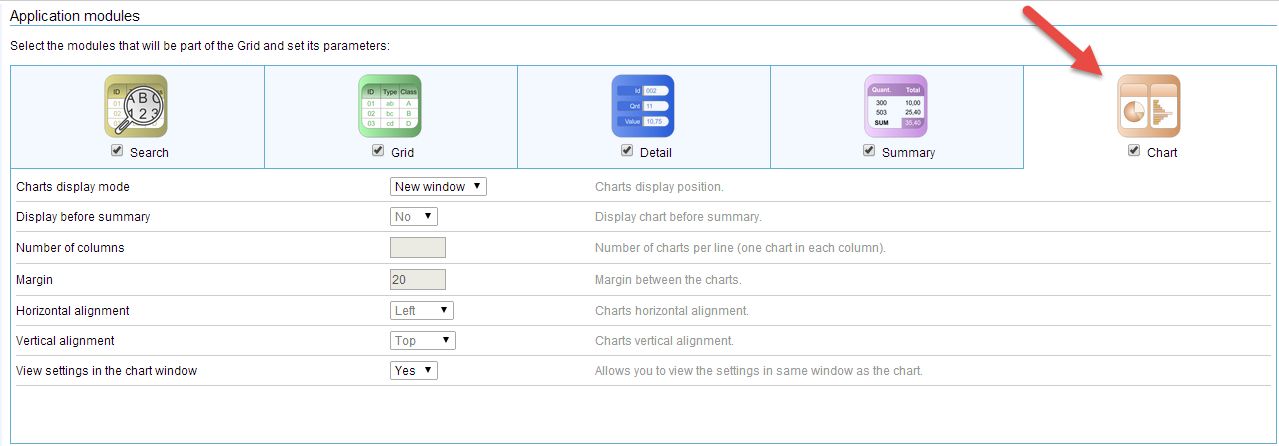 Application modules
Select the modules that will be part of the Grid and set its parameters:
ID
01
02
03
ABC
123
ID Type Class
01 ab A
02 bc B
03 cd D
Id 002
Qnt 11
Value 10,75
Quant. Total
300 10,00
503 25,40
SUM 35,40
Search Grid Detail Summary Chart
Charts display mode New window Charts display position.
Display before summary No Display chart before summary.
Number of columns Number of charts per line (one chart in each column).
Margin 20 Margin between the charts.
Horizontal alignment Left Charts horizontal alignment.
Vertical alignment Top Charts vertical alignment.
View settings in the chart window Yes Allows you to view the settings in same window as the chart.